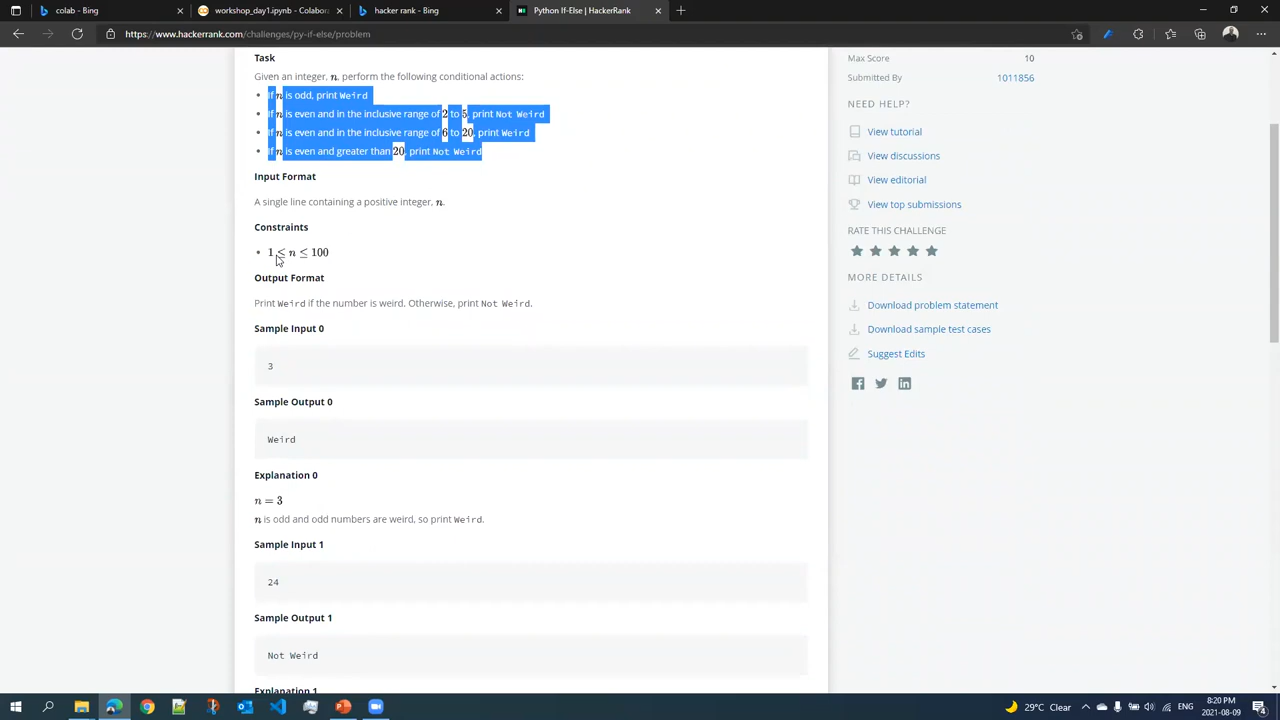 colab - Bing
workshop_day01.ipynb - Colabora
hackerrank - Bing
Python If-Else | HackerRank
https://www.hackerrank.com/challenges/py-if-else/problem
Task
Given an integer, n, perform the following conditional actions:
If n is odd, print Weird
If n is even and in the inclusive range of 2 to 5, print Not Weird
If n is even and in the inclusive range of 6 to 20, print Weird
If n is even and greater than 20, print Not Weird
Input Format
A single line containing a positive integer, n.
Constraints
1 ≤ n ≤ 100
Output Format
Print Weird if the number is weird. Otherwise, print Not Weird.
Sample Input 0
3
Sample Output 0
Weird
Explanation 0
n = 3
n is odd and odd numbers are weird, so print Weird.
Sample Input 1
24
Sample Output 1
Not Weird
Explanation 1
Max Score 10
Submitted By 1011856
NEED HELP?
View tutorial
View discussions
View editorial
View top submissions
RATE THIS CHALLENGE
MORE DETAILS
Download problem statement
Download sample test cases
Suggest Edits
29°C Clear
ENG
8:20 PM
2021-08-09